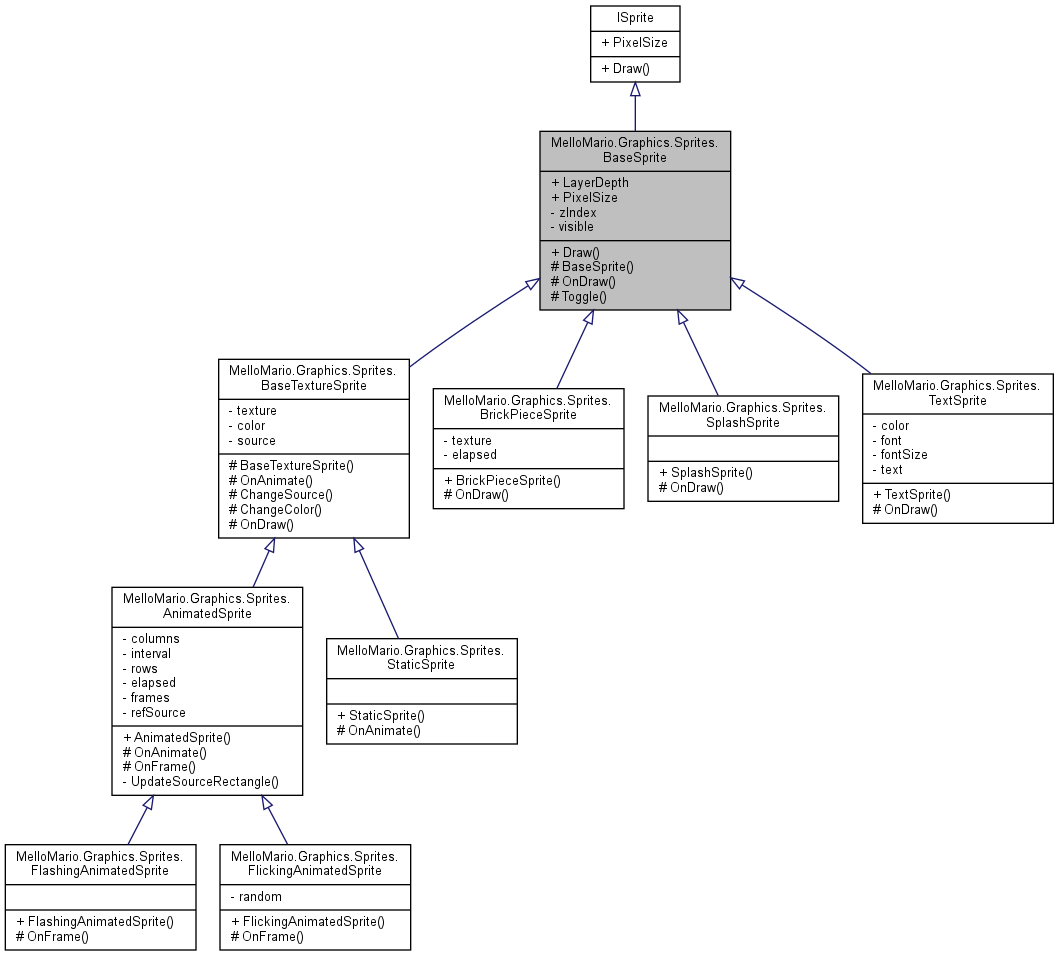 ISprite
+ PixelSize
+ Draw()
MelloMario.Graphics.Sprites.
BaseSprite
+ LayerDepth
+ PixelSize
- zIndex
- visible
+ Draw()
# BaseSprite()
# OnDraw()
# Toggle()
MelloMario.Graphics.Sprites.
BaseTextureSprite
- texture
- color
- source
# BaseTextureSprite()
# OnAnimate()
# ChangeSource()
# ChangeColor()
# OnDraw()
MelloMario.Graphics.Sprites.
BrickPieceSprite
- texture
- elapsed
+ BrickPieceSprite()
# OnDraw()
MelloMario.Graphics.Sprites.
SplashSprite
+ SplashSprite()
# OnDraw()
MelloMario.Graphics.Sprites.
TextSprite
- color
- font
- fontSize
- text
+ TextSprite()
# OnDraw()
MelloMario.Graphics.Sprites.
AnimatedSprite
- columns
- interval
- rows
- elapsed
- frames
- refSource
+ AnimatedSprite()
# OnAnimate()
# OnFrame()
- UpdateSourceRectangle()
MelloMario.Graphics.Sprites.
StaticSprite
+ StaticSprite()
# OnAnimate()
MelloMario.Graphics.Sprites.
FlashingAnimatedSprite
+ FlashingAnimatedSprite()
# OnFrame()
MelloMario.Graphics.Sprites.
FlickingAnimatedSprite
- random
+ FlickingAnimatedSprite()
# OnFrame()